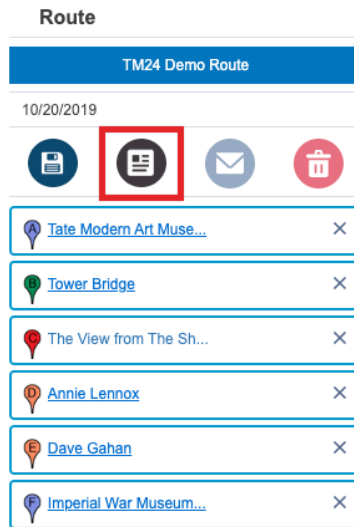 Route
TM24 Demo Route
10/20/2019
A Tate Modern Art Muse...
B Tower Bridge
C The View from The Sh...
D Annie Lennox
E Dave Gahan
F Imperial War Museum...